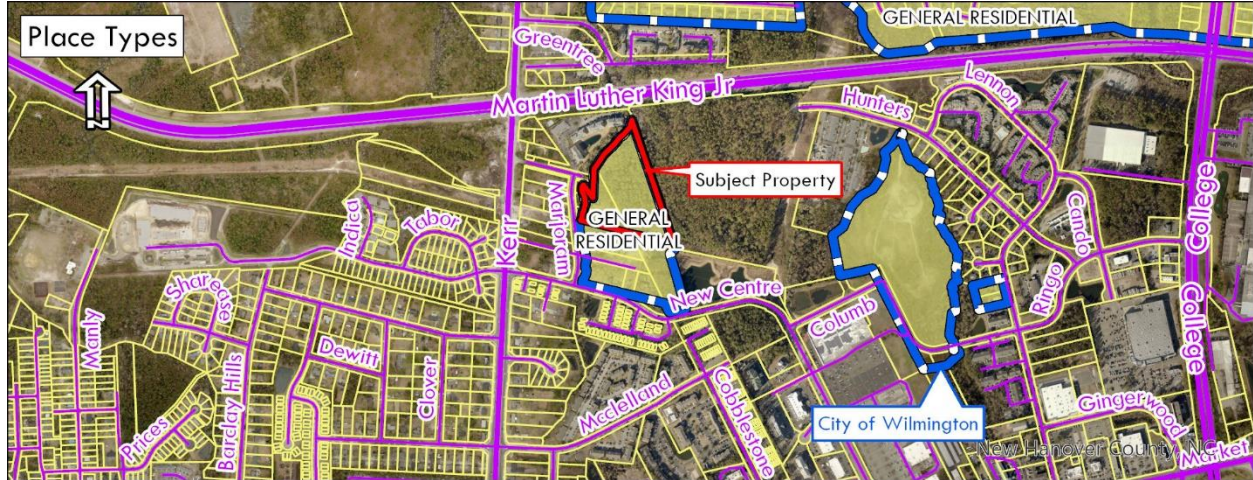 Place Types
N
GENERAL RESIDENTIAL
Greentree
Martin Luther King Jr
Lennon
Hunters
Subject Property
Marjoram
GENERAL
RESIDENTIAL
Indica
Tabor
Kerr
Cando
College
College
Ringo
New Centre
Columb
Sharease
Manly
Dewitt
Clover
Barclay Hills
Prices
Mcclelland
Cobblestone
City of Wilmington
Gingerwood
New Hanover County, NC
Market